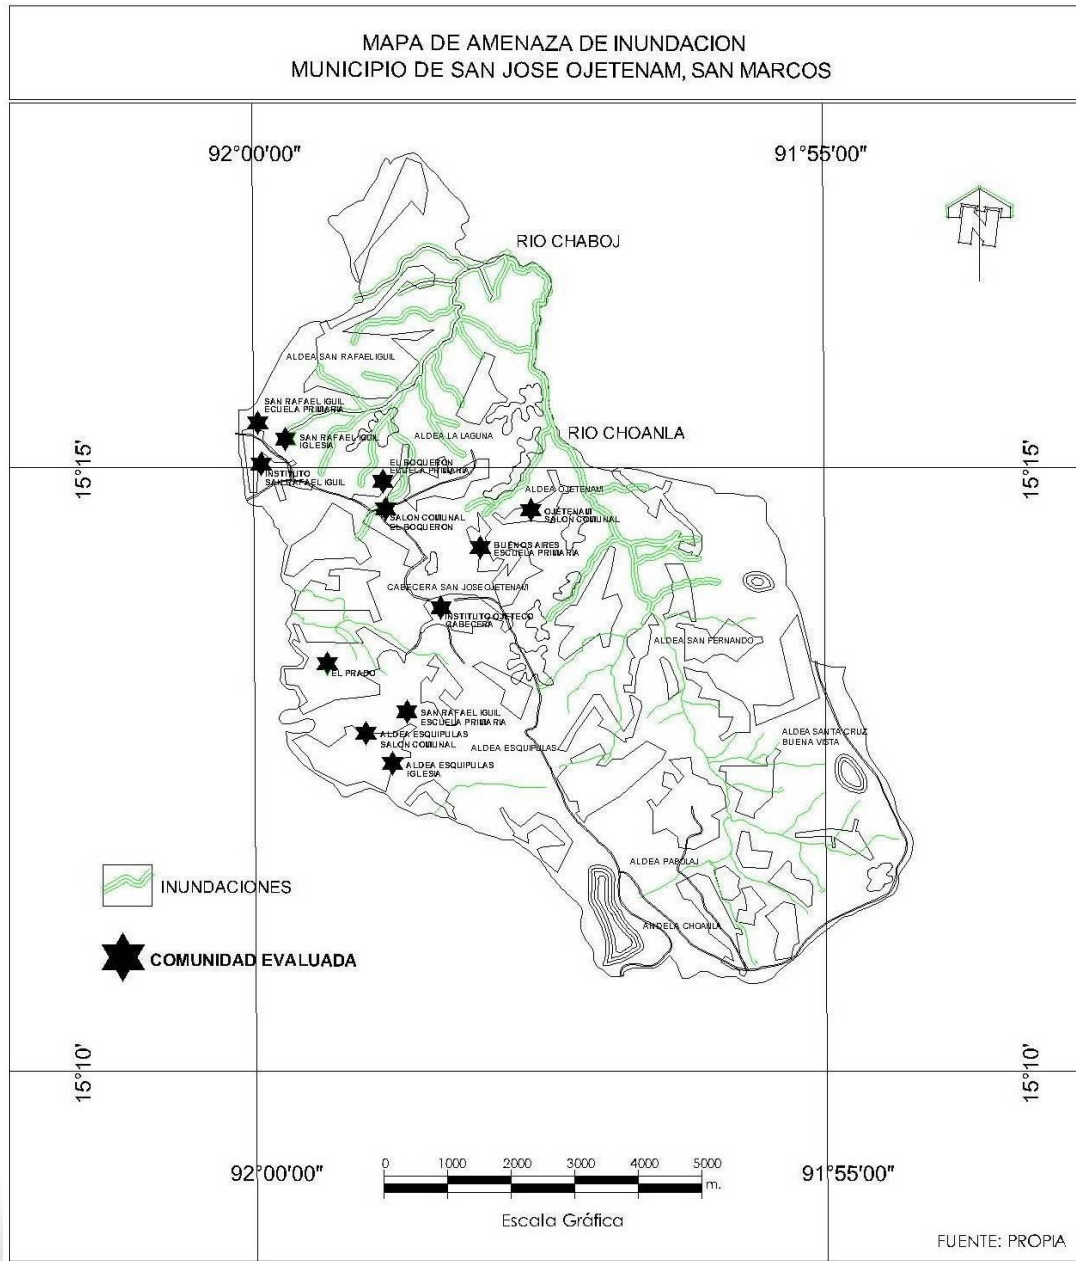 MAPA DE AMENAZA DE INUNDACION
MUNICIPIO DE SAN JOSE OJETENAM, SAN MARCOS
92°00'00"
91°55'00"
N
RIO CHABOJ
ALDEA SAN RAFAEL IGUIL
SAN RAFAEL IGUIL
ECUELA PRIMARIA
SAN RAFAEL IGUIL
IGLESIA
ALDEA LA LAGUNA
RIO CHOANLA
15°15'
15°15'
INSTITUTO
SAN RAFAEL IGUIL
EL BOQUERON
ECUELA PRIMARIA
ALDEA OJETENAM
SALON COMUNAL
EL BOQUERON
OJETENAM
SALON COMUNAL
BUENOS AIRES
ESCUELA PRIMARIA
CABECERA SAN JOSE OJETENAM
INSTITUTO OJETECO
CABECERA
ALDEA SAN FERNANDO
EL PRADO
SAN RAFAEL IGUIL
ESCUELA PRIMARIA
ALDEA ESQUIPULAS
SALON COMUNAL
ALDEA ESQUIPULAS
ALDEA SANTA CRUZ
BUENA VISTA
ALDEA ESQUIPULAS
IGLESIA
ALDEA PABOLAJ
ANDELA CHOANLA
INUNDACIONES
COMUNIDAD EVALUADA
15°10'
15°10'
92°00'00"
91°55'00"
0 1000 2000 3000 4000 5000
m.
Escala Gráfica
FUENTE: PROPIA